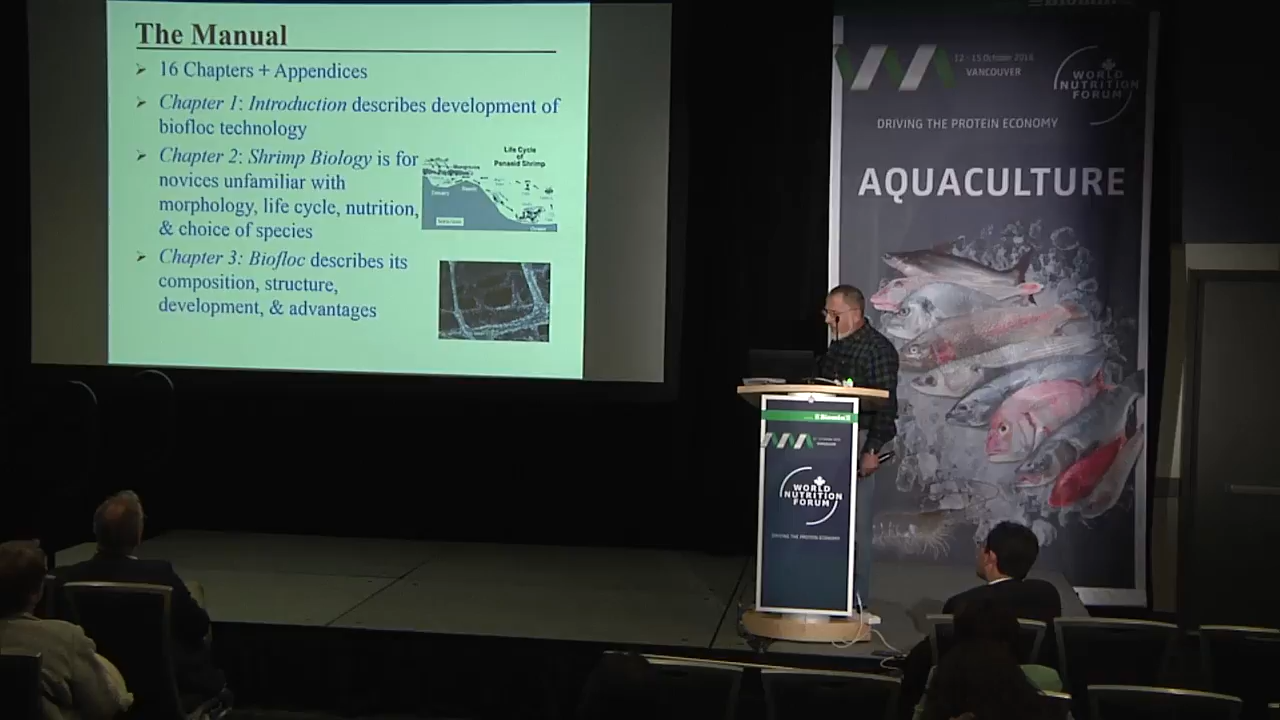 The Manual
16 Chapters + Appendices
Chapter 1: Introduction describes development of
biofloc technology
Chapter 2: Shrimp Biology is for
novices unfamiliar with
morphology, life cycle, nutrition,
& choice of species
Chapter 3: Biofloc describes its
composition, structure,
development, & advantages
Life Cycle
of
Penaeid Shrimp
12 - 15 October 2016
VANCOUVER
WORLD
NUTRITION
FORUM
DRIVING THE PROTEIN ECONOMY
AQUACULTURE
VANCOUVER
WORLD
NUTRITION
FORUM
DRIVING THE PROTEIN ECONOMY